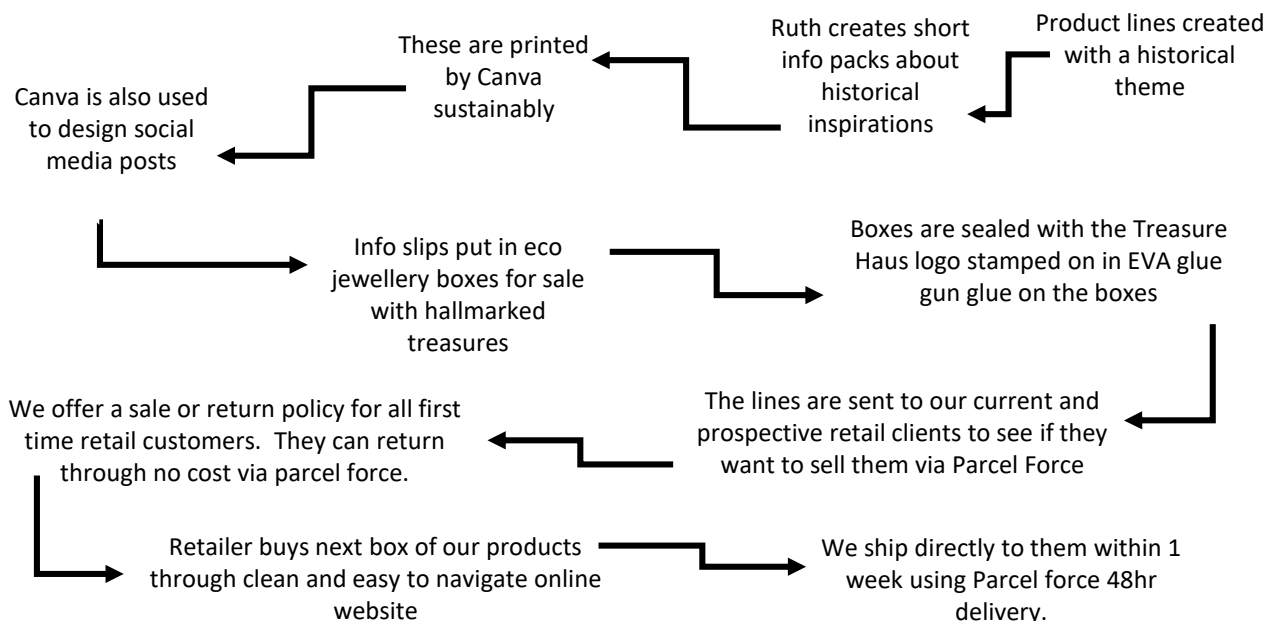 Product lines created
with a historical
theme
Ruth creates short
info packs about
historical
inspirations
These are printed
by Canva
sustainably
Canva is also used
to design social
media posts
Info slips put in eco
jewellery boxes for sale
with hallmarked
treasures
Boxes are sealed with the Treasure
Haus logo stamped on in EVA glue
gun glue on the boxes
The lines are sent to our current and
prospective retail clients to see if they
want to sell them via Parcel Force
We offer a sale or return policy for all first
time retail customers. They can return
through no cost via parcel force.
Retailer buys next box of our products
through clean and easy to navigate online
website
We ship directly to them within 1
week using Parcel force 48hr
delivery.